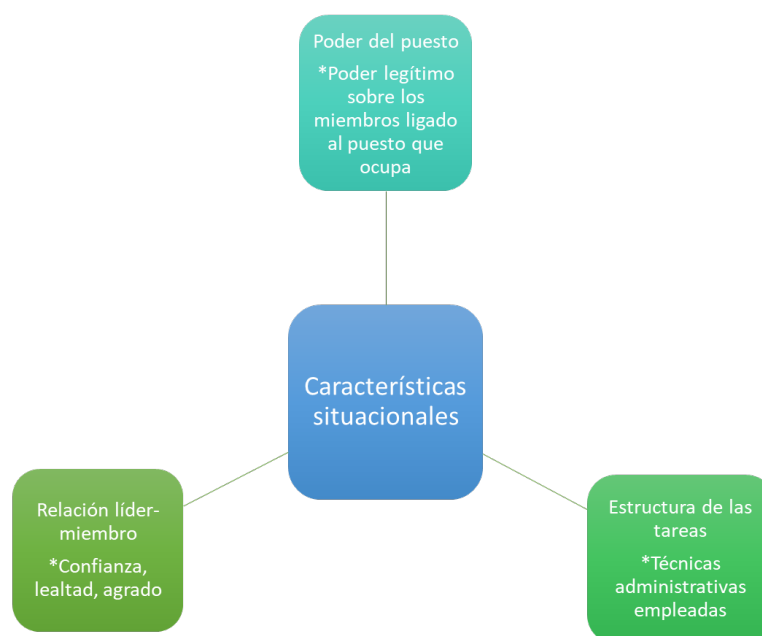 Poder del puesto
*Poder legítimo
sobre los
miembros ligado
al puesto que
ocupa
Características
situacionales
Relación líder-
miembro
*Confianza,
lealtad, agrado
Estructura de las
tareas
*Técnicas
administrativas
empleadas